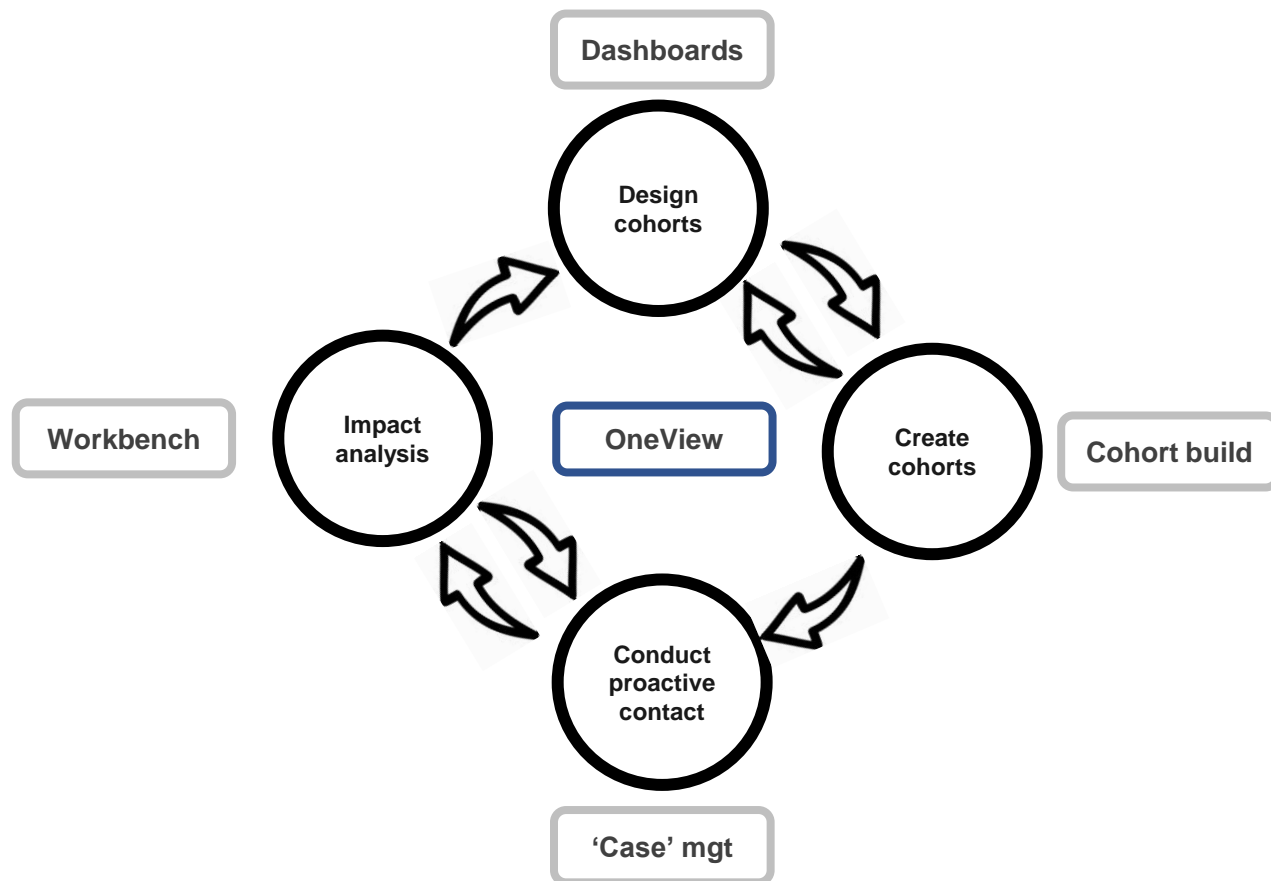 Dashboards
Design
cohorts
Workbench
Impact
analysis
OneView
Create
cohorts
Cohort build
Conduct
proactive
contact
‘Case’ mgt